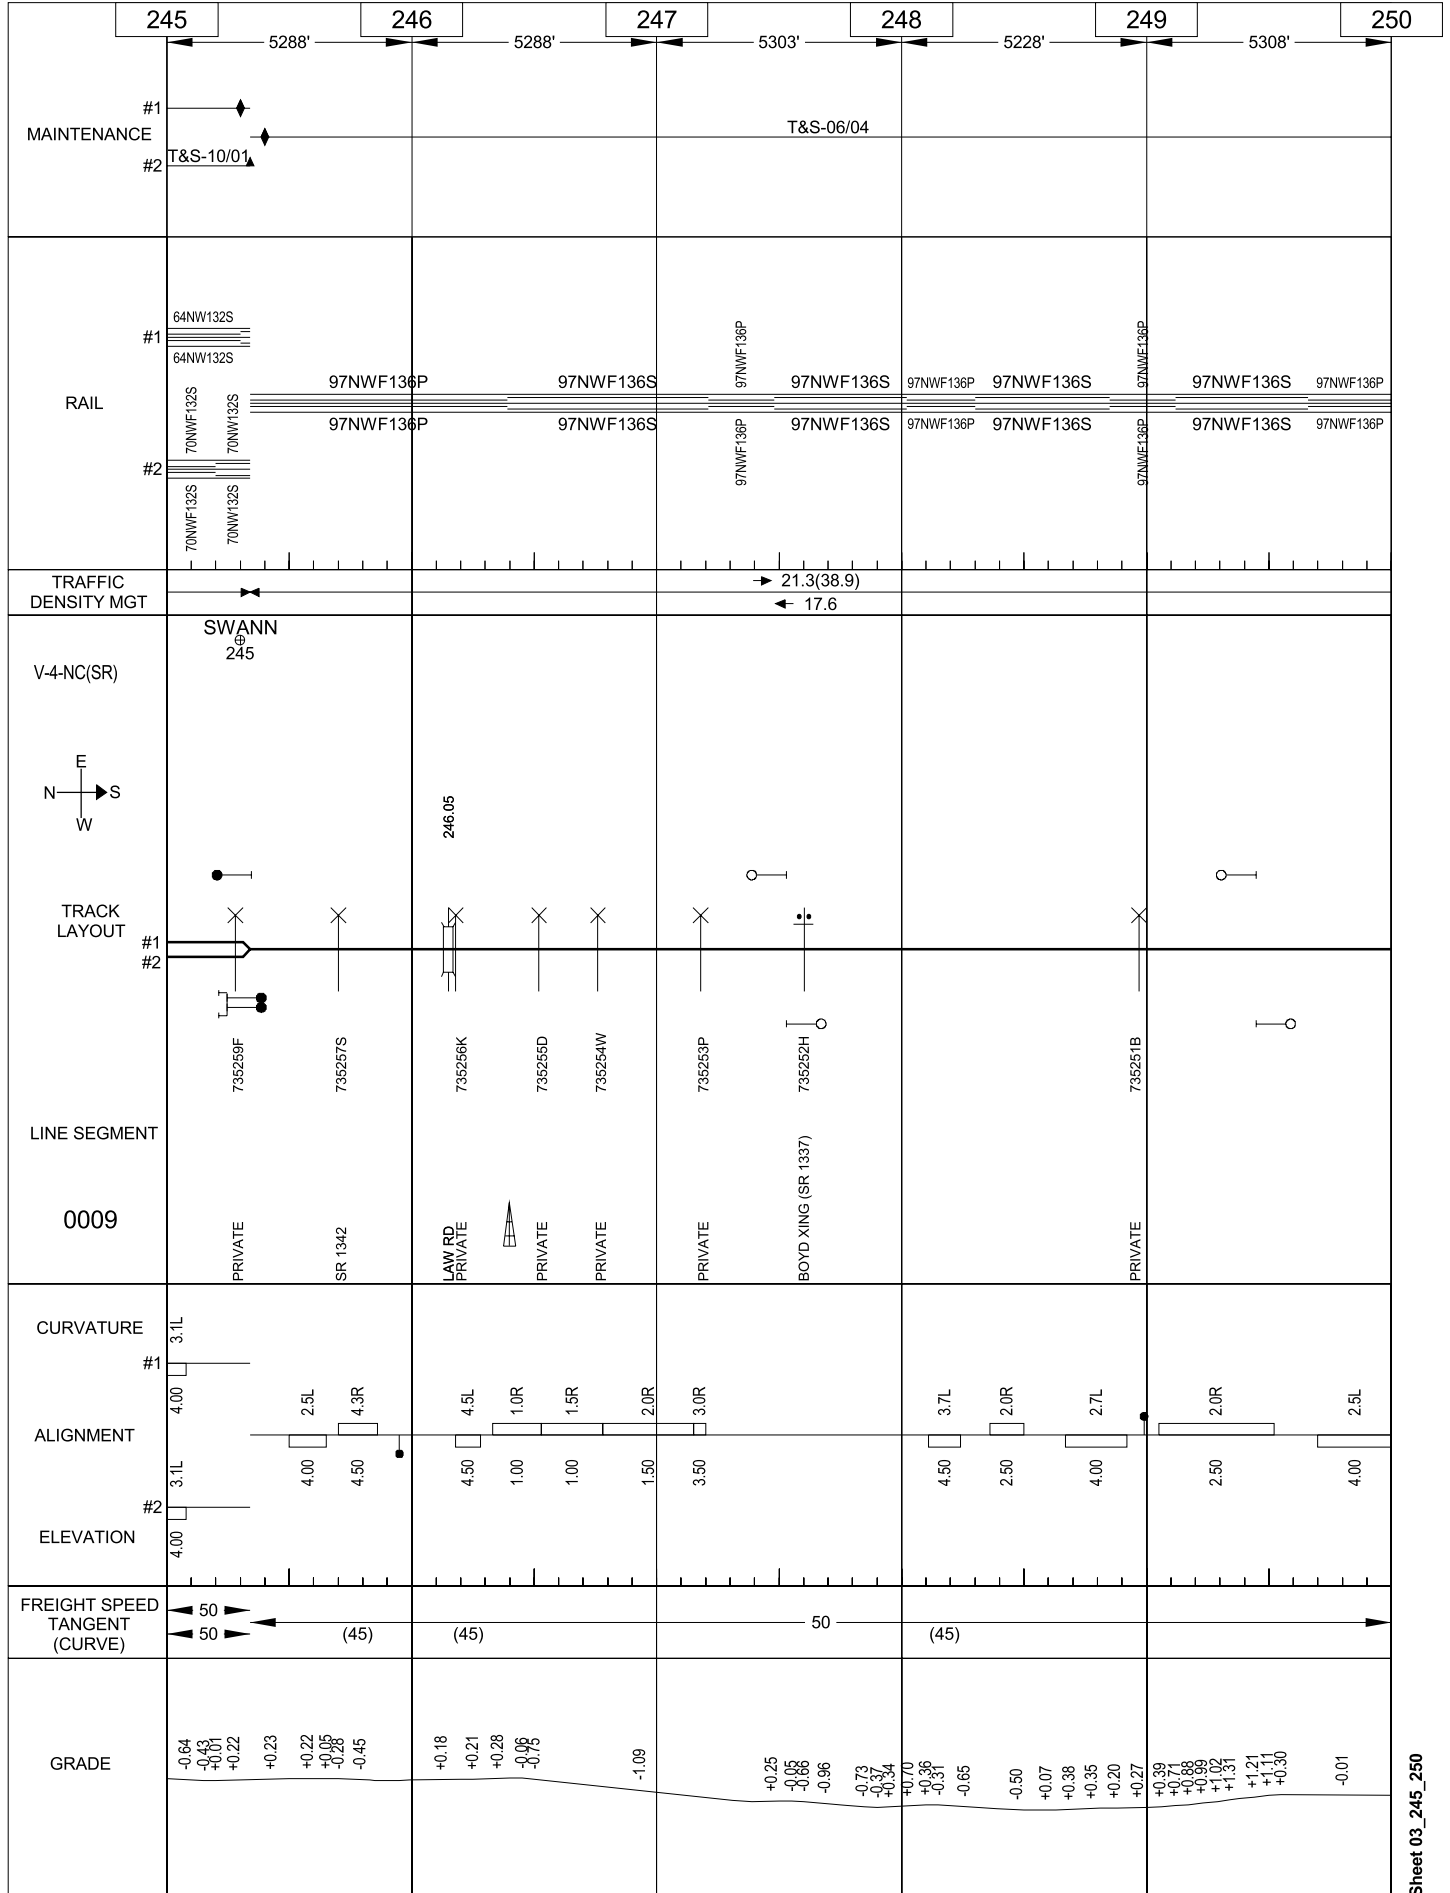 245 246 247 248 249 250
5288' 5288' 5303' 5228' 5308'
#1
MAINTENANCE
T&S-06/04
T&S-10/01
#2
64NW132S
#1
64NW132S
97NWF136P
97NWF136P
97NWF136P 97NWF136S 97NWF136S 97NWF136P 97NWF136S 97NWF136S 97NWF136P
RAIL
70NWF132S
70NW132S
97NWF136P 97NWF136S 97NWF136S 97NWF136P 97NWF136S 97NWF136S 97NWF136P
97NWF136P
97NWF136P
#2
70NWF132S
70NW132S
TRAFFIC
DENSITY MGT
21.3(38.9)
17.6
SWANN
245
V-4-NC(SR)
E
N S
W
246.05
TRACK
LAYOUT
#1
#2
735259F
735257S
735256K
735255D
735254W
735253P
735252H
735251B
LINE SEGMENT
0009
PRIVATE
SR 1342
LAW RD
PRIVATE
PRIVATE
PRIVATE
PRIVATE
BOYD XING (SR 1337)
PRIVATE
CURVATURE
3.1L
#1
4.00
2.5L 4.3R 4.5L 1.0R 1.5R 2.0R 3.0R 3.7L 2.0R 2.7L 2.0R 2.5L
ALIGNMENT
3.1L
4.00 4.50 4.50 1.00 1.00 1.50 3.50 4.50 2.50 4.00 2.50 4.00
#2
ELEVATION
4.00
FREIGHT SPEED
TANGENT
(CURVE)
50
50
50
(45) (45) (45)
GRADE
-0.64 -0.43 +0.01 +0.22 +0.23 +0.22 +0.05 -0.28 -0.45 +0.18 +0.21 +0.28 -0.06 -0.75 -1.09 +0.25 -0.05 -0.66 -0.96 -0.73 -0.37 +0.34 +0.70 +0.36 -0.31 -0.65 -0.50 +0.07 +0.38 +0.35 +0.20 +0.27 +0.39 +0.71 +0.88 +0.99 +1.02 +1.31 +1.21 +1.11 +0.30 -0.01
Sheet 03_245_250